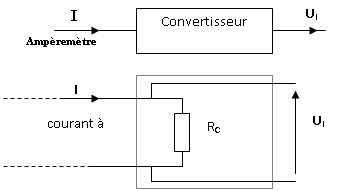 I
Ampèremètre
Convertisseur
UI
I
courant à
RC
UI